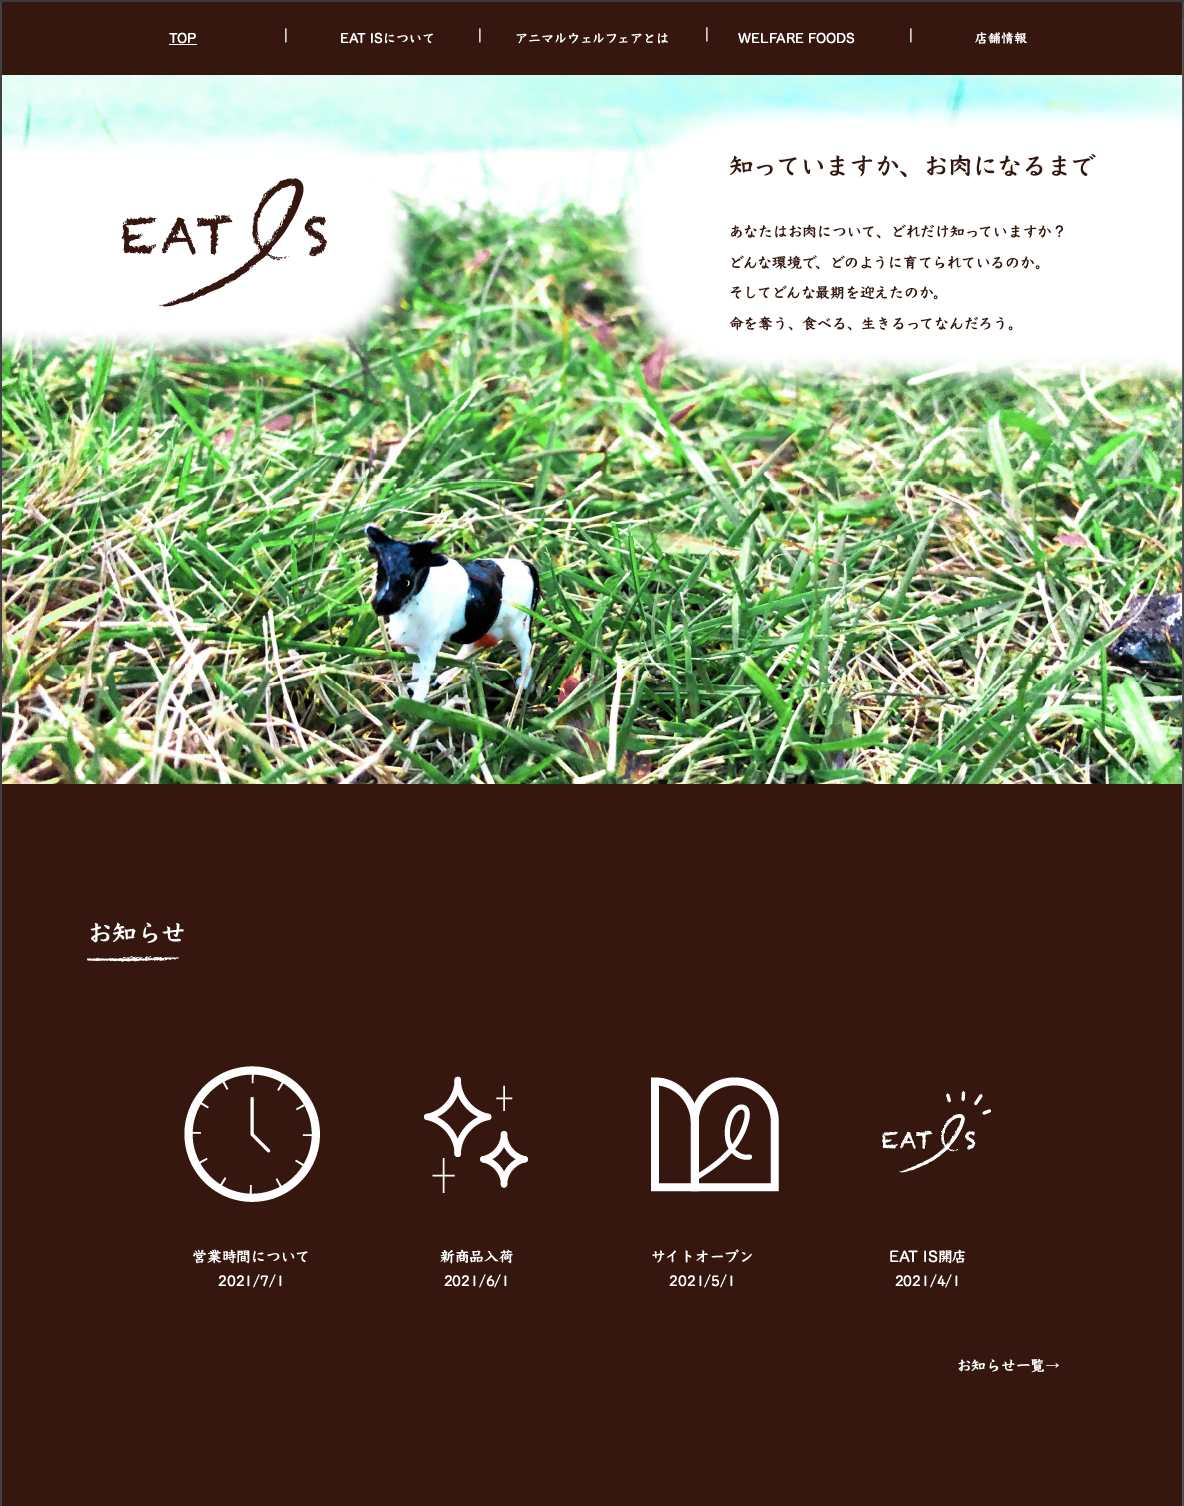 TOP | EAT ISについて | アニマルウェルフェアとは | WELFARE FOODS | 店舗情報
EAT IS
知っていますか、お肉になるまで
あなたはお肉について、どれだけ知っていますか？
どんな環境で、どのように育てられているのか。
そしてどんな最期を迎えたのか。
命を奪う、食べる、生きるってなんだろう。
お知らせ
EAT IS
営業時間について
2021/7/1
新商品入荷
2021/6/1
サイトオープン
2021/5/1
EAT IS開店
2021/4/1
お知らせ一覧→